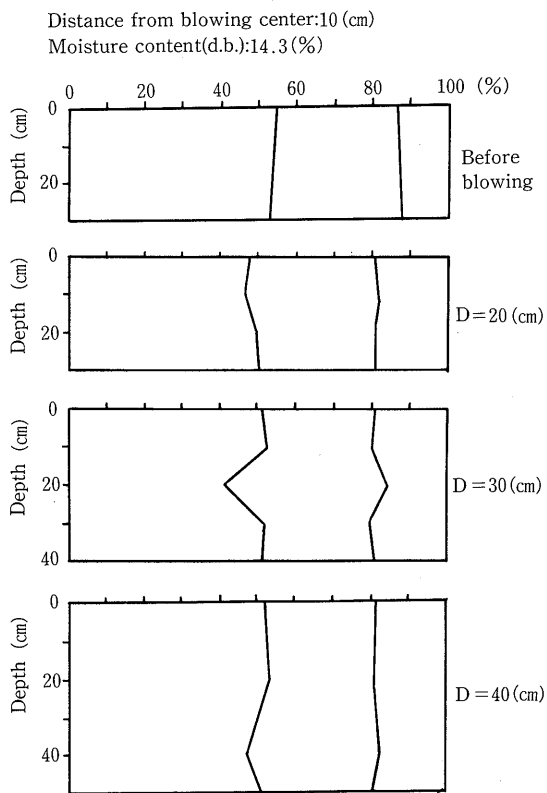 Distance from blowing center:10 (cm)
Moisture content(d.b.):14.3(%)
0 20 40 60 80 100 (%)
Depth (cm)
0
20
Before
blowing
Depth (cm)
0
20
D=20 (cm)
Depth (cm)
0
20
40
D=30 (cm)
Depth (cm)
0
20
40
D=40 (cm)